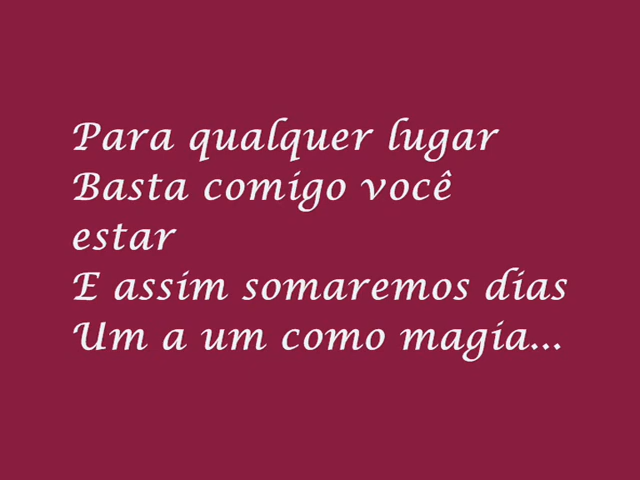 Para qualquer lugar
Basta comigo você
estar
E assim somaremos dias
Um a um como magia...